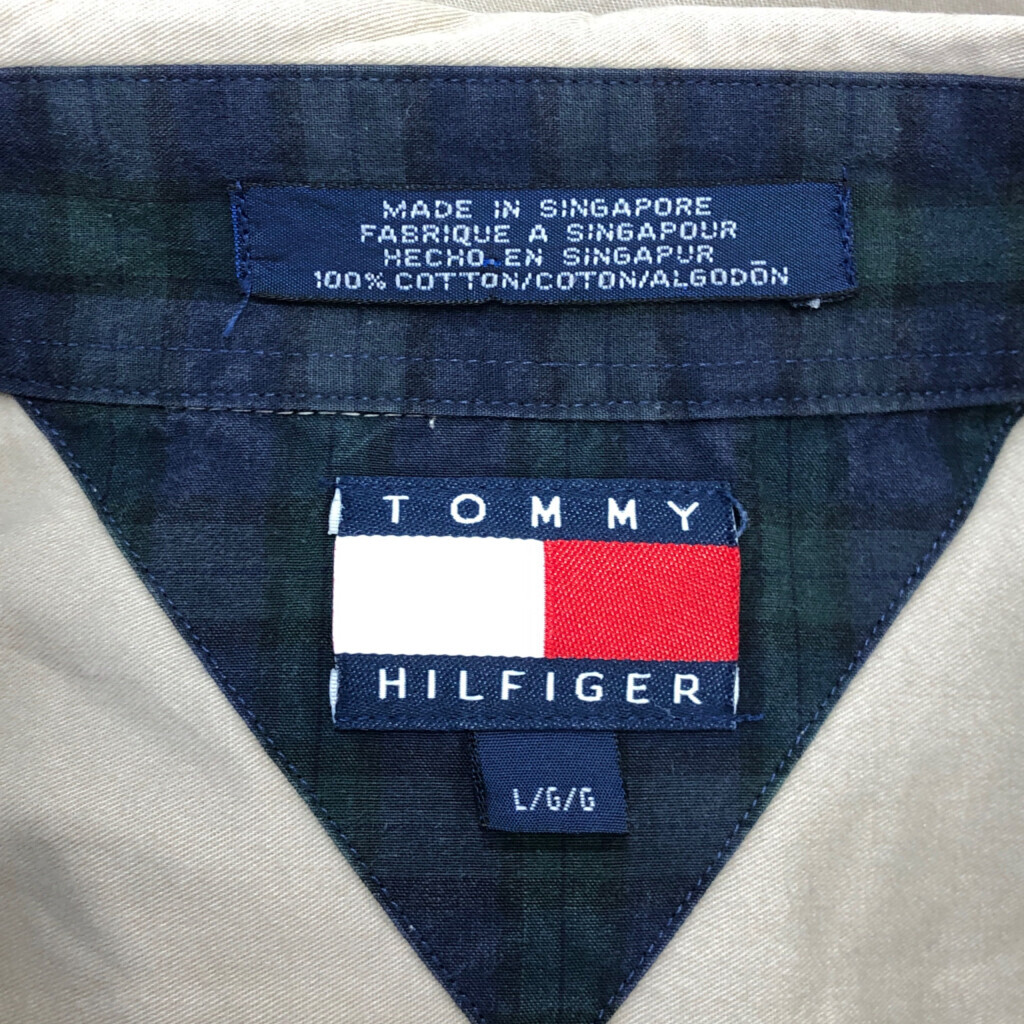 MADE IN SINGAPORE
FABRIQUE A SINGAPOUR
HECHO EN SINGAPUR
100% COTTON/COTON/ALGODŌN
TOMMY
HILFIGER
L/G/G